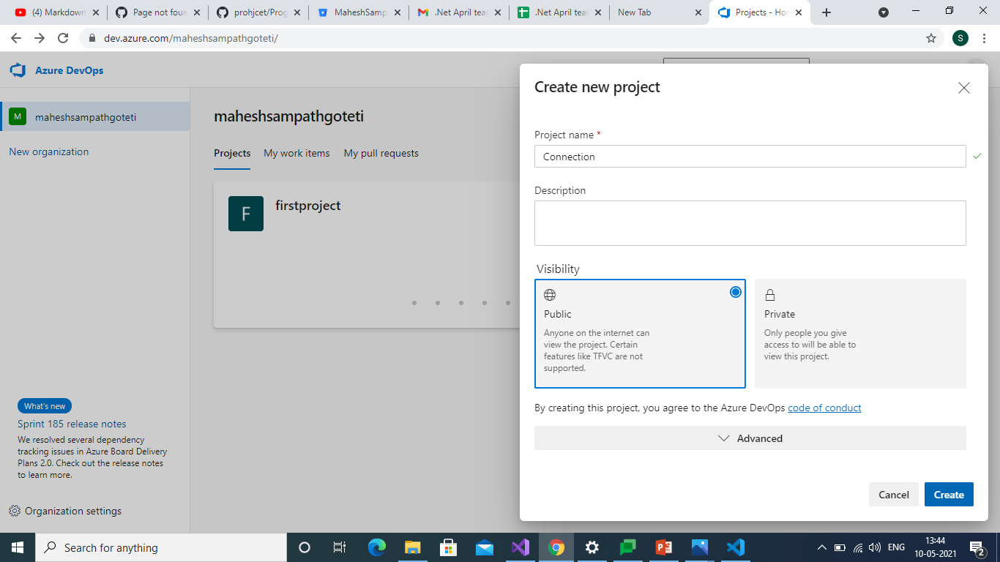 (4) Markdown
Page not foun
prohjcet/Prog
MaheshSamp
.Net April tea
.Net April tea
New Tab
Projects - Ho
dev.azure.com/maheshsampathgoteti/
S
Azure DevOps
M
maheshsampathgoteti
New organization
What's new
Sprint 185 release notes
We resolved several dependency
tracking issues in Azure Board Delivery
Plans 2.0. Check out the release notes
to learn more.
Organization settings
maheshsampathgoteti
Projects My work items My pull requests
F
firstproject
Create new project
Project name *
Connection
Description
Visibility
Public
Anyone on the internet can
view the project. Certain
features like TFVC are not
supported.
Private
Only people you give
access to will be able to
view this project.
By creating this project, you agree to the Azure DevOps code of conduct
Advanced
Cancel
Create
Search for anything
ENG
13:44
10-05-2021
2